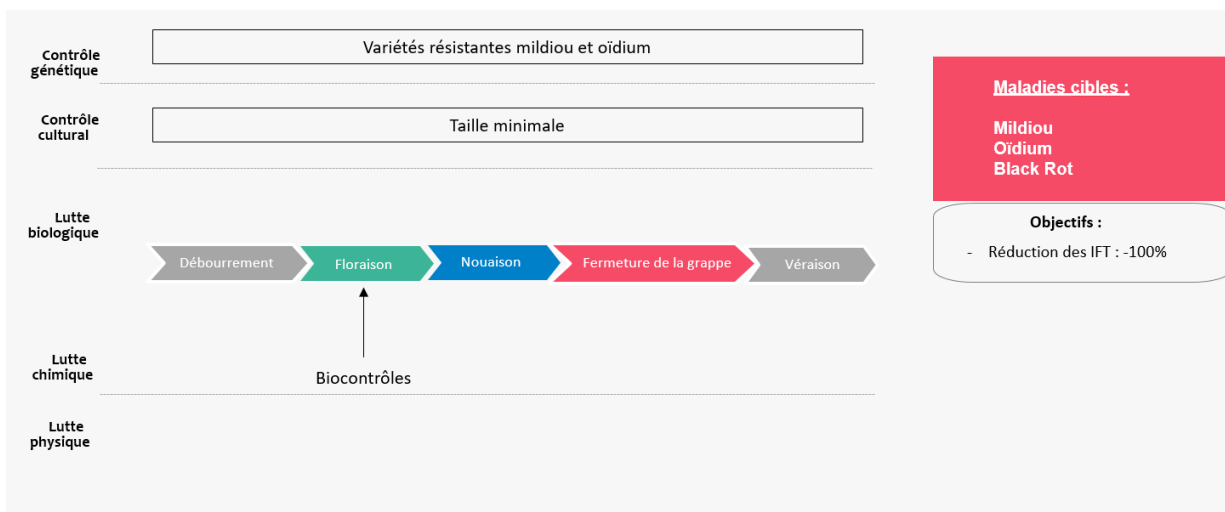 Contrôle
génétique
Variétés résistantes mildiou et oïdium
Contrôle
cultural
Taille minimale
Lutte
biologique
Débourrement
Floraison
Nouaison
Fermeture de la grappe
Véraison
Lutte
chimique
Biocontrôles
Lutte
physique
Maladies cibles :
Mildiou
Oïdium
Black Rot
Objectifs :
- Réduction des IFT : -100%